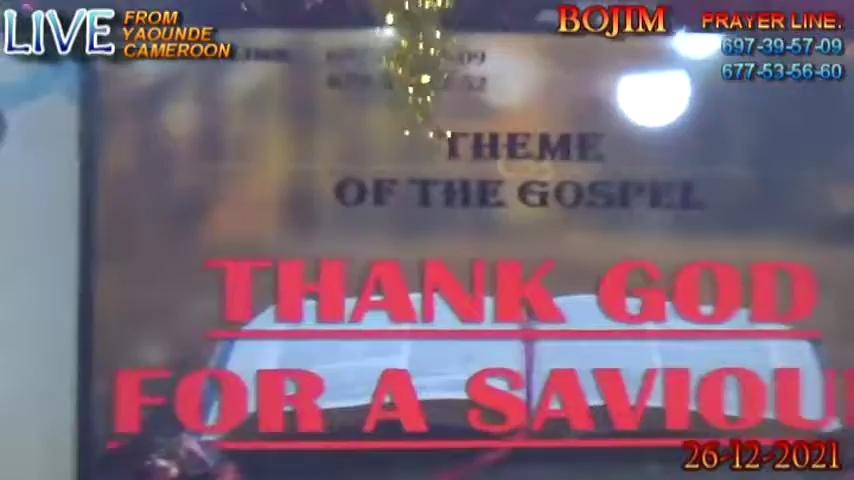 LIVE FROM
YAOUNDE
CAMEROON
BOJIM
PRAYER LINE:
697-39-57-09
677-53-56-60
THEME
OF THE GOSPEL
THANK GOD
FOR A SAVIOU
26-12-2021